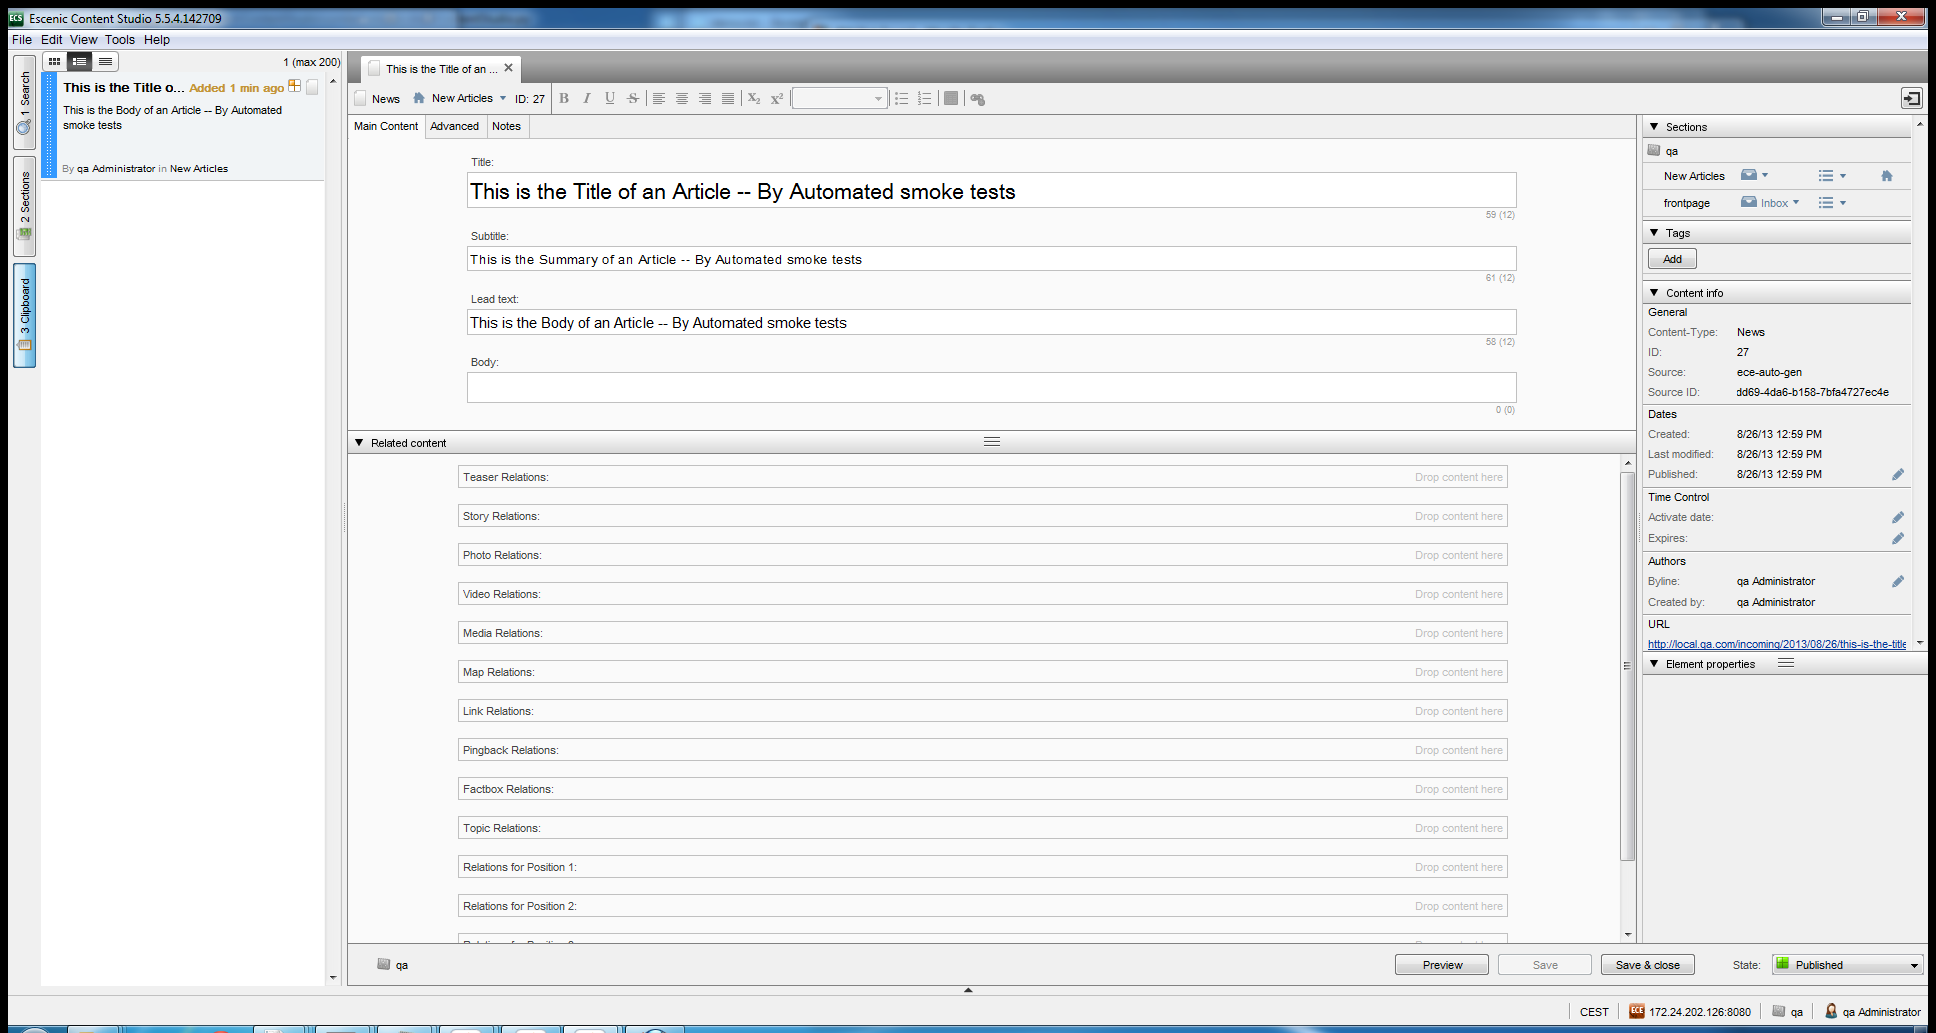 Escenic Content Studio 5.5.4.142709
File Edit View Tools Help
1 Search
2 Sections
3 Clipboard
1 (max 200)
This is the Title o... Added 1 min ago
This is the Body of an Article -- By Automated
smoke tests
By qa Administrator in New Articles
This is the Title of an ...
News New Articles ID: 27 B I U S X₂ X²
Main Content Advanced Notes
Title:
This is the Title of an Article -- By Automated smoke tests
59 (12)
Subtitle:
This is the Summary of an Article -- By Automated smoke tests
61 (12)
Lead text:
This is the Body of an Article -- By Automated smoke tests
58 (12)
Body:
0 (0)
Related content
Teaser Relations: Drop content here
Story Relations: Drop content here
Photo Relations: Drop content here
Video Relations: Drop content here
Media Relations: Drop content here
Map Relations: Drop content here
Link Relations: Drop content here
Pingback Relations: Drop content here
Factbox Relations: Drop content here
Topic Relations: Drop content here
Relations for Position 1: Drop content here
Relations for Position 2: Drop content here
qa
Preview Save Save & close State: Published
Sections
qa
New Articles
frontpage Inbox
Tags
Add
Content info
General
Content-Type: News
ID: 27
Source: ece-auto-gen
Source ID: dd69-4da6-b158-7bfa4727ec4e
Dates
Created: 8/26/13 12:59 PM
Last modified: 8/26/13 12:59 PM
Published: 8/26/13 12:59 PM
Time Control
Activate date:
Expires:
Authors
Byline: qa Administrator
Created by: qa Administrator
URL
http://local.qa.com/incoming/2013/08/26/this-is-the-title
Element properties
CEST ECE 172.24.202.126:8080 qa qa Administrator